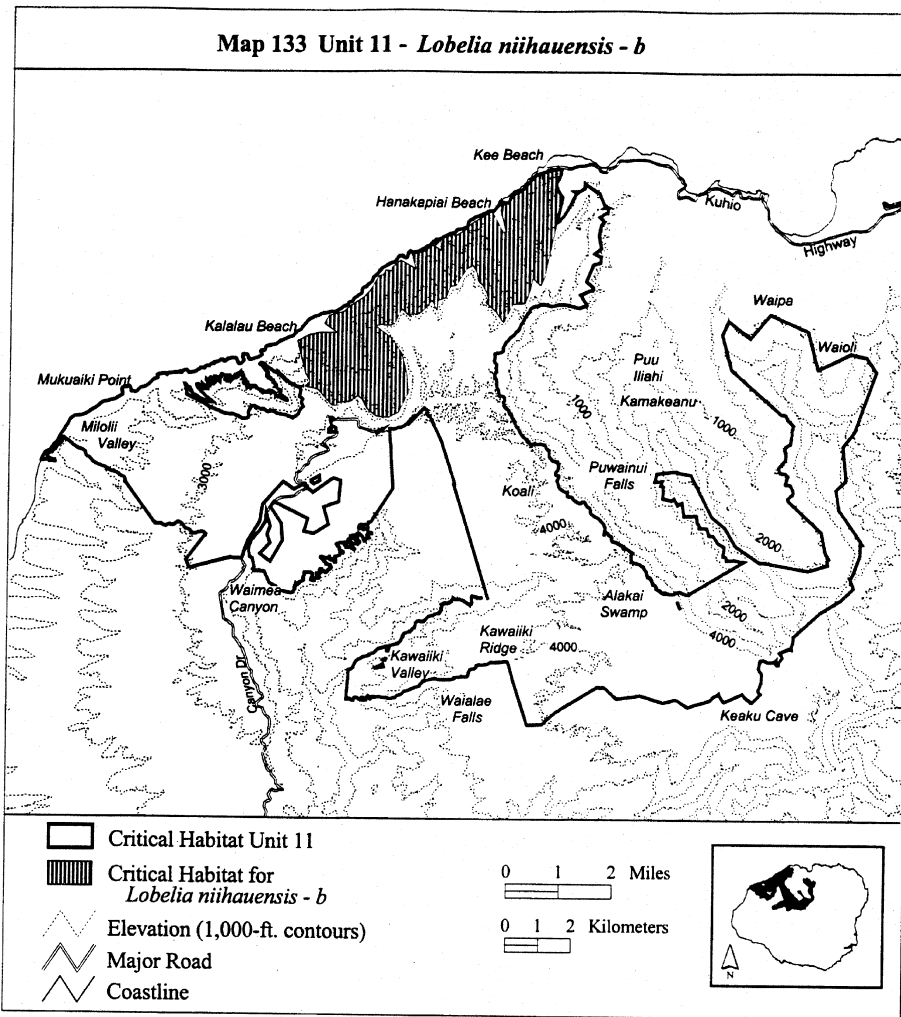 Map 133 Unit 11 - Lobelia niihauensis - b
Kee Beach
Hanakapiai Beach
Kuhio
Highway
Waipa
Kalalau Beach
Waioli
Puu
Iliahi
Mukuaiki Point
Kamakeanu
1000
1000
Milolii
Valley
3000
Puwainui
Falls
Koali
4000
2000
Waimea
Canyon
Alakai
Swamp
2000
4000
Kawaiiki
Ridge
4000
Kawaiiki
Valley
Canyon Dr
Waialae
Falls
Keaku Cave
Critical Habitat Unit 11
Critical Habitat for
Lobelia niihauensis - b
Elevation (1,000-ft. contours)
Major Road
Coastline
0 1 2 Miles
0 1 2 Kilometers
N